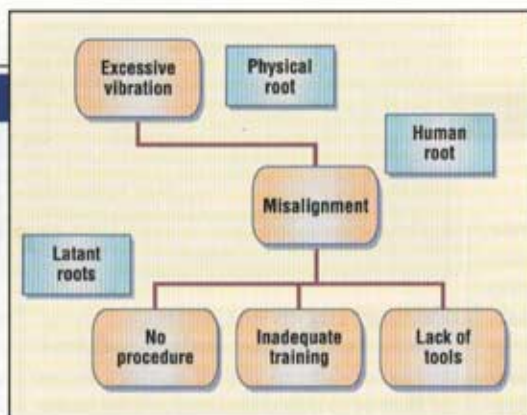 Excessive
vibration
Physical
root
Human
root
Misalignment
Latant
roots
No
procedure
Inadequate
training
Lack of
tools